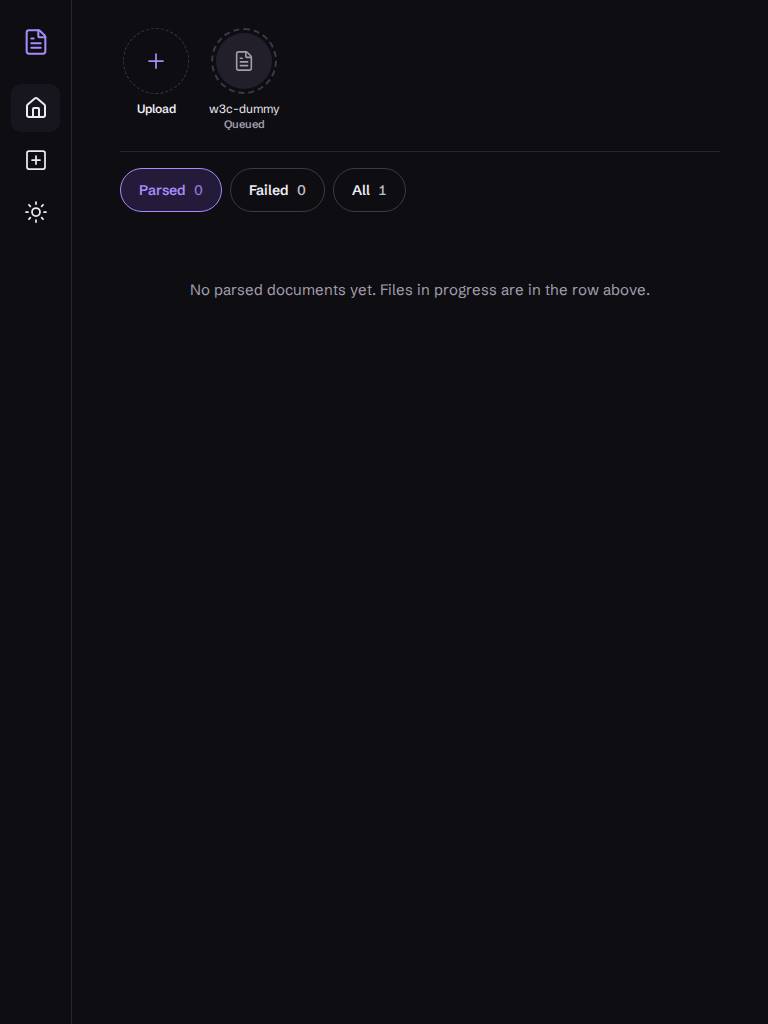 Upload
w3c-dummy
Queued
Parsed 0
Failed 0
All 1
No parsed documents yet. Files in progress are in the row above.